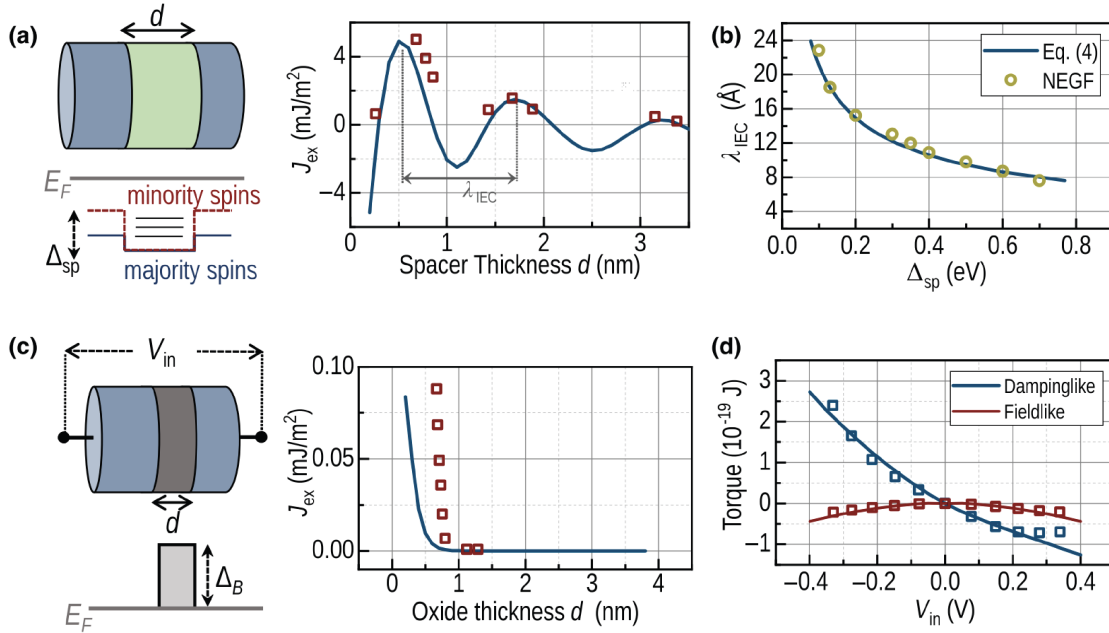 (a)
d
E_F
minority spins
Δ_sp
majority spins
J_ex (mJ/m²)
4
0
−4
λ_IEC
0 1 2 3
Spacer Thickness d (nm)
(b)
λ_IEC (Å)
24
20
16
12
8
4
Eq. (4)
NEGF
0.0 0.2 0.4 0.6 0.8
Δ_sp (eV)
(c)
V_in
d
Δ_B
E_F
J_ex (mJ/m²)
0.10
0.05
0.00
0 1 2 3 4
Oxide thickness d (nm)
(d)
Torque (10⁻¹⁹ J)
3
2
1
0
−1
Dampinglike
Fieldlike
−0.4 −0.2 0.0 0.2 0.4
V_in (V)